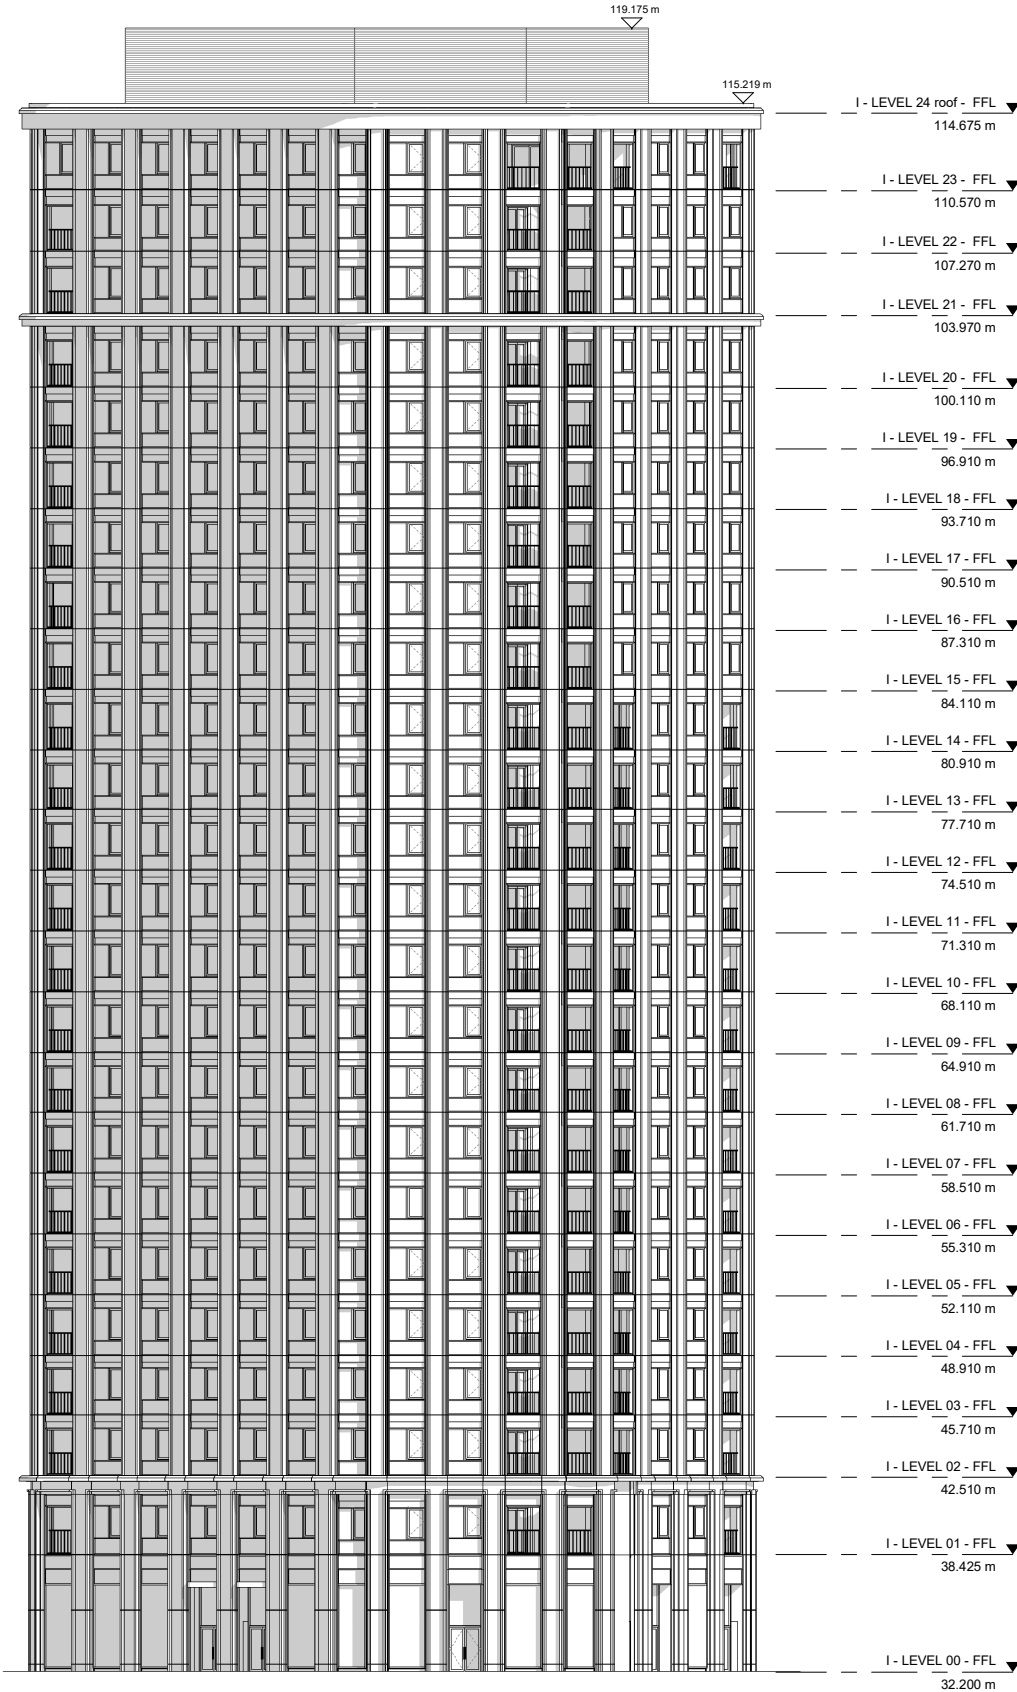 119.175 m
115.219 m
I - LEVEL 24 roof - FFL
114.675 m
I - LEVEL 23 - FFL
110.570 m
I - LEVEL 22 - FFL
107.270 m
I - LEVEL 21 - FFL
103.970 m
I - LEVEL 20 - FFL
100.110 m
I - LEVEL 19 - FFL
96.910 m
I - LEVEL 18 - FFL
93.710 m
I - LEVEL 17 - FFL
90.510 m
I - LEVEL 16 - FFL
87.310 m
I - LEVEL 15 - FFL
84.110 m
I - LEVEL 14 - FFL
80.910 m
I - LEVEL 13 - FFL
77.710 m
I - LEVEL 12 - FFL
74.510 m
I - LEVEL 11 - FFL
71.310 m
I - LEVEL 10 - FFL
68.110 m
I - LEVEL 09 - FFL
64.910 m
I - LEVEL 08 - FFL
61.710 m
I - LEVEL 07 - FFL
58.510 m
I - LEVEL 06 - FFL
55.310 m
I - LEVEL 05 - FFL
52.110 m
I - LEVEL 04 - FFL
48.910 m
I - LEVEL 03 - FFL
45.710 m
I - LEVEL 02 - FFL
42.510 m
I - LEVEL 01 - FFL
38.425 m
I - LEVEL 00 - FFL
32.200 m